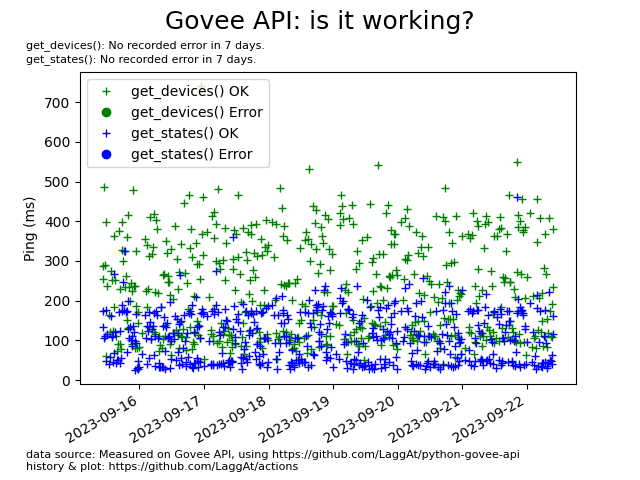 Govee API: is it working?
get_devices(): No recorded error in 7 days.
get_states(): No recorded error in 7 days.
get_devices() OK
get_devices() Error
get_states() OK
get_states() Error
Ping (ms)
700
600
500
400
300
200
100
0
2023-09-16
2023-09-17
2023-09-18
2023-09-19
2023-09-20
2023-09-21
2023-09-22
data source: Measured on Govee API, using https://github.com/LaggAt/python-govee-api
history & plot: https://github.com/LaggAt/actions